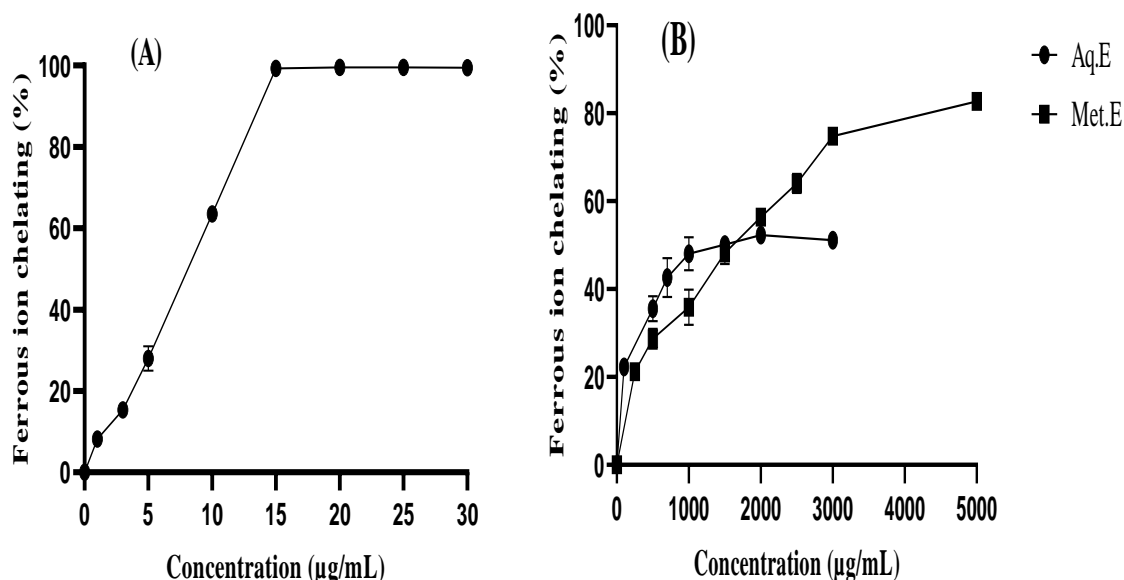 (A)
Ferrous ion chelating (%)
100
80
60
40
20
0
0 5 10 15 20 25 30
Concentration (µg/mL)
(B)
Ferrous ion chelating (%)
100
80
60
40
20
0
0 1000 2000 3000 4000 5000
Concentration (µg/mL)
Aq.E
Met.E